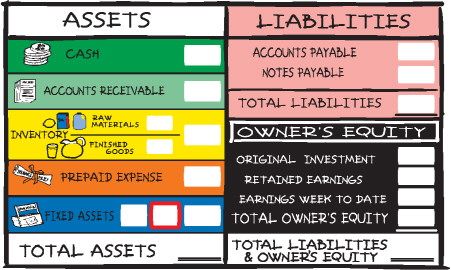 ASSETS
CASH
ACCOUNTS RECEIVABLE
INVENTORY
RAW
MATERIALS
FINISHED
GOODS
PREPAID EXPENSE
FIXED ASSETS
TOTAL ASSETS
LIABILITIES
ACCOUNTS PAYABLE
NOTES PAYABLE
TOTAL LIABILITIES
OWNER'S EQUITY
ORIGINAL INVESTMENT
RETAINED EARNINGS
EARNINGS WEEK TO DATE
TOTAL OWNER'S EQUITY
TOTAL LIABILITIES
& OWNER'S EQUITY